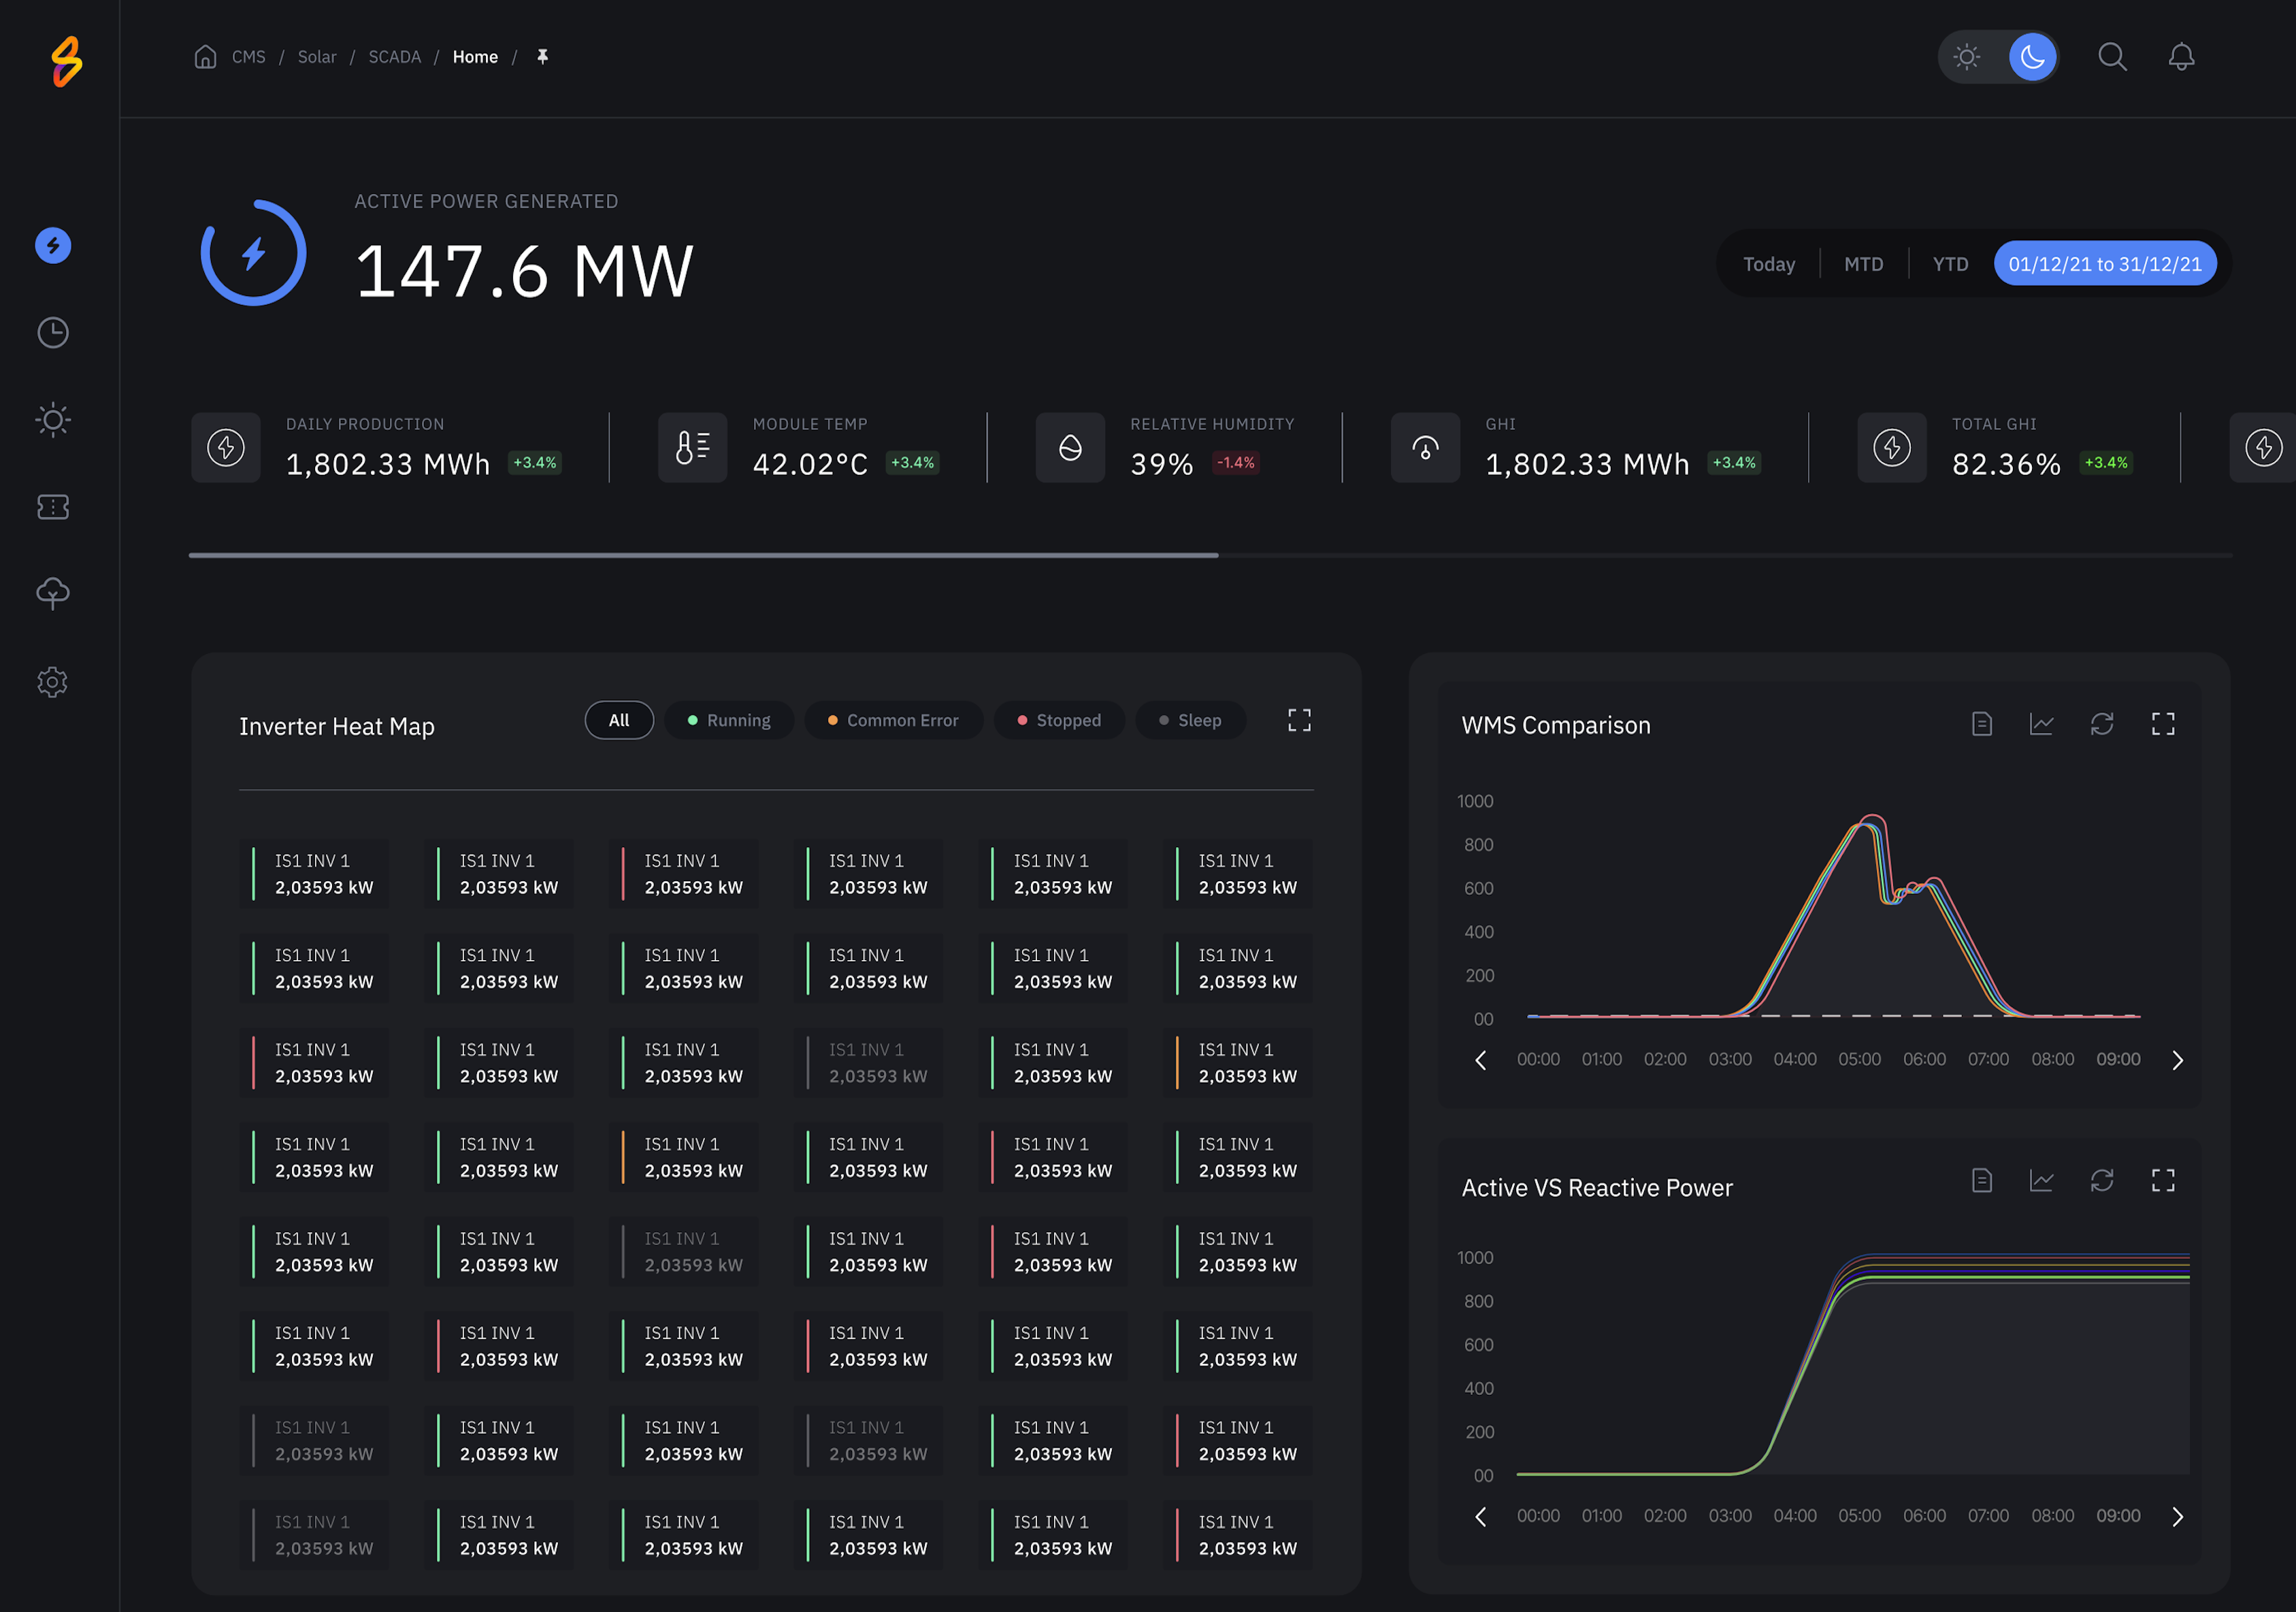 CMS / Solar / SCADA / Home /
ACTIVE POWER GENERATED
147.6 MW
Today MTD YTD 01/12/21 to 31/12/21
DAILY PRODUCTION
1,802.33 MWh +3.4%
MODULE TEMP
42.02°C +3.4%
RELATIVE HUMIDITY
39% -1.4%
GHI
1,802.33 MWh +3.4%
TOTAL GHI
82.36% +3.4%
Inverter Heat Map
All Running Common Error Stopped Sleep
IS1 INV 1 IS1 INV 1 IS1 INV 1 IS1 INV 1 IS1 INV 1 IS1 INV 1
2,03593 kW 2,03593 kW 2,03593 kW 2,03593 kW 2,03593 kW 2,03593 kW
IS1 INV 1 IS1 INV 1 IS1 INV 1 IS1 INV 1 IS1 INV 1 IS1 INV 1
2,03593 kW 2,03593 kW 2,03593 kW 2,03593 kW 2,03593 kW 2,03593 kW
IS1 INV 1 IS1 INV 1 IS1 INV 1 IS1 INV 1 IS1 INV 1 IS1 INV 1
2,03593 kW 2,03593 kW 2,03593 kW 2,03593 kW 2,03593 kW 2,03593 kW
IS1 INV 1 IS1 INV 1 IS1 INV 1 IS1 INV 1 IS1 INV 1 IS1 INV 1
2,03593 kW 2,03593 kW 2,03593 kW 2,03593 kW 2,03593 kW 2,03593 kW
IS1 INV 1 IS1 INV 1 IS1 INV 1 IS1 INV 1 IS1 INV 1 IS1 INV 1
2,03593 kW 2,03593 kW 2,03593 kW 2,03593 kW 2,03593 kW 2,03593 kW
IS1 INV 1 IS1 INV 1 IS1 INV 1 IS1 INV 1 IS1 INV 1 IS1 INV 1
2,03593 kW 2,03593 kW 2,03593 kW 2,03593 kW 2,03593 kW 2,03593 kW
IS1 INV 1 IS1 INV 1 IS1 INV 1 IS1 INV 1 IS1 INV 1 IS1 INV 1
2,03593 kW 2,03593 kW 2,03593 kW 2,03593 kW 2,03593 kW 2,03593 kW
IS1 INV 1 IS1 INV 1 IS1 INV 1 IS1 INV 1 IS1 INV 1 IS1 INV 1
2,03593 kW 2,03593 kW 2,03593 kW 2,03593 kW 2,03593 kW 2,03593 kW
WMS Comparison
1000
800
600
400
200
00
00:00 01:00 02:00 03:00 04:00 05:00 06:00 07:00 08:00 09:00
Active VS Reactive Power
1000
800
600
400
200
00
00:00 01:00 02:00 03:00 04:00 05:00 06:00 07:00 08:00 09:00